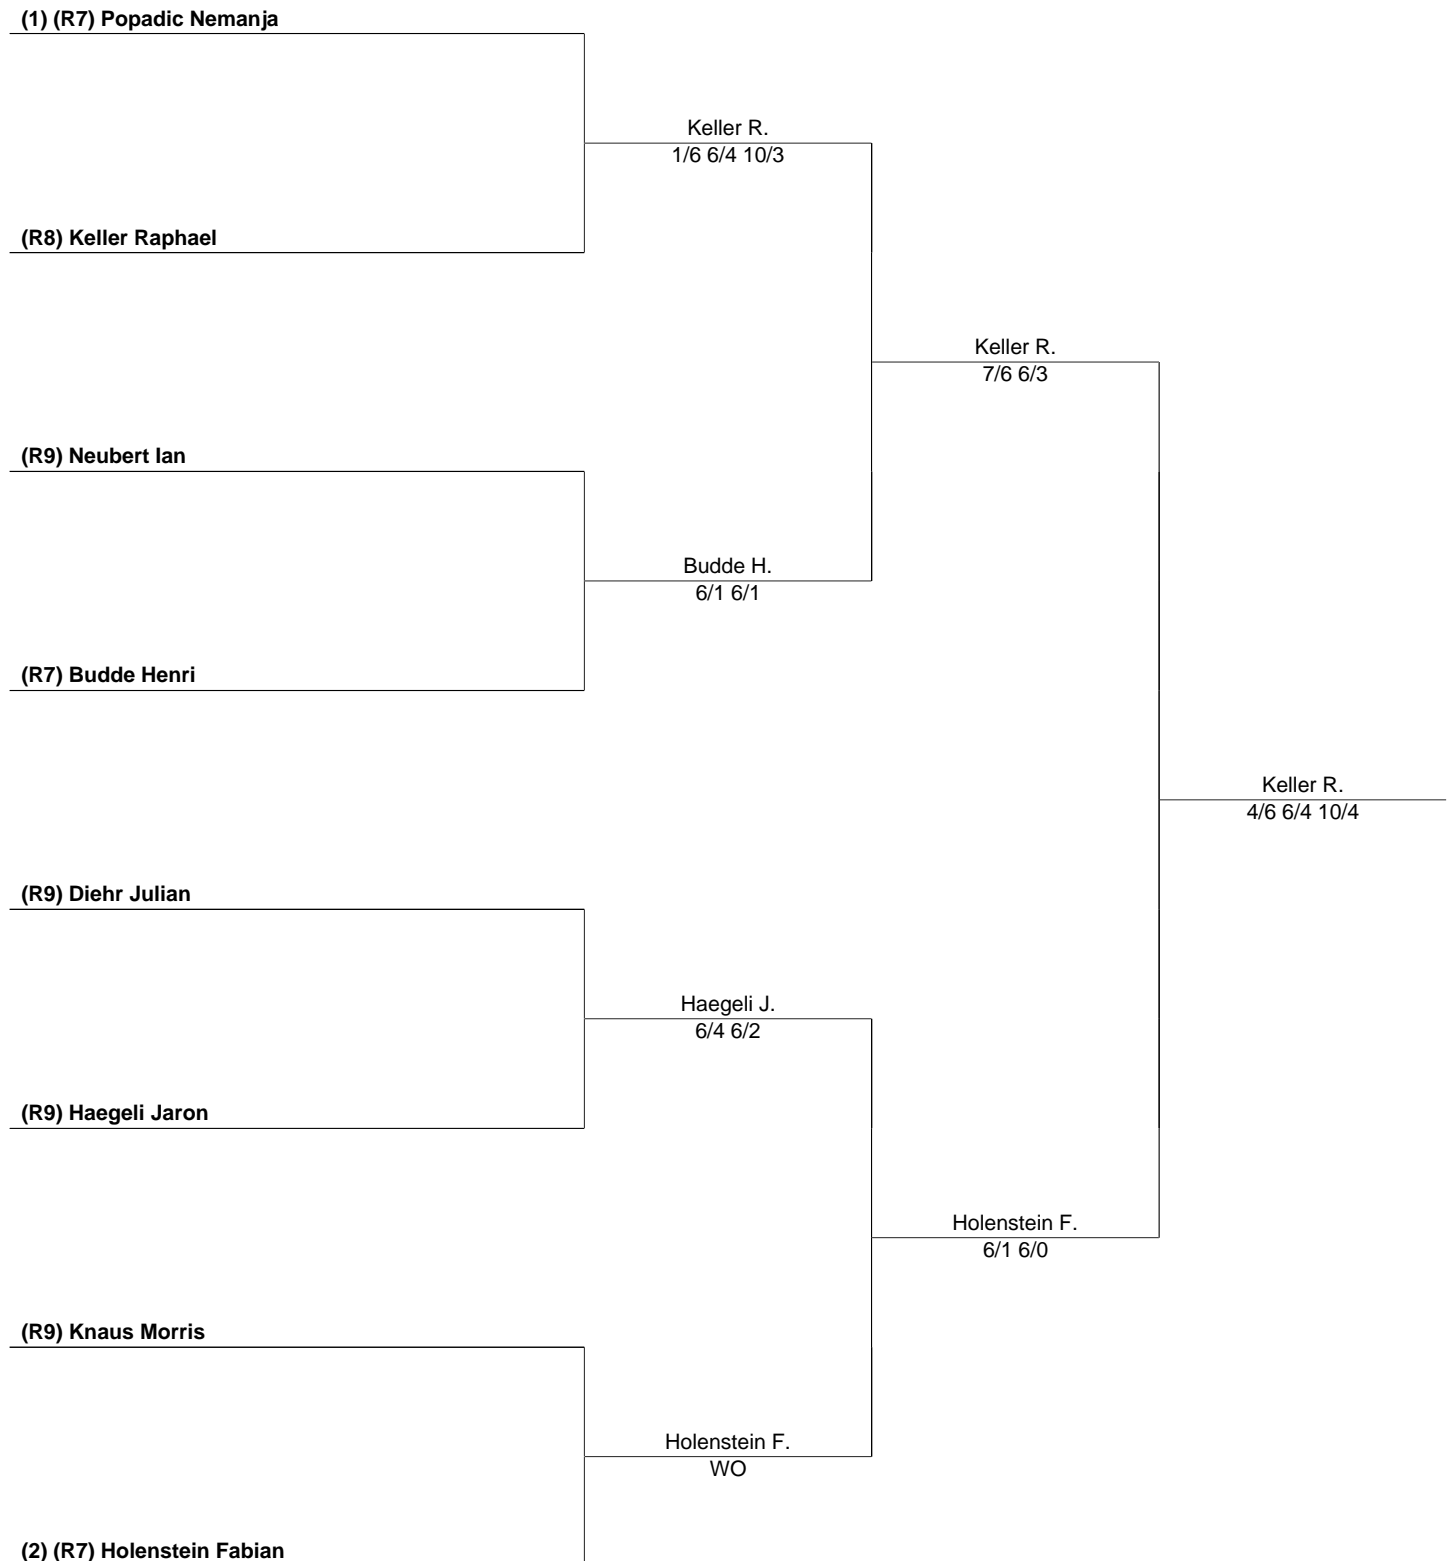 (1) (R7) Popadic Nemanja
Keller R.
1/6 6/4 10/3
(R8) Keller Raphael
Keller R.
7/6 6/3
(R9) Neubert Ian
Budde H.
6/1 6/1
(R7) Budde Henri
Keller R.
4/6 6/4 10/4
(R9) Diehr Julian
Haegeli J.
6/4 6/2
(R9) Haegeli Jaron
Holenstein F.
6/1 6/0
(R9) Knaus Morris
Holenstein F.
WO
(2) (R7) Holenstein Fabian